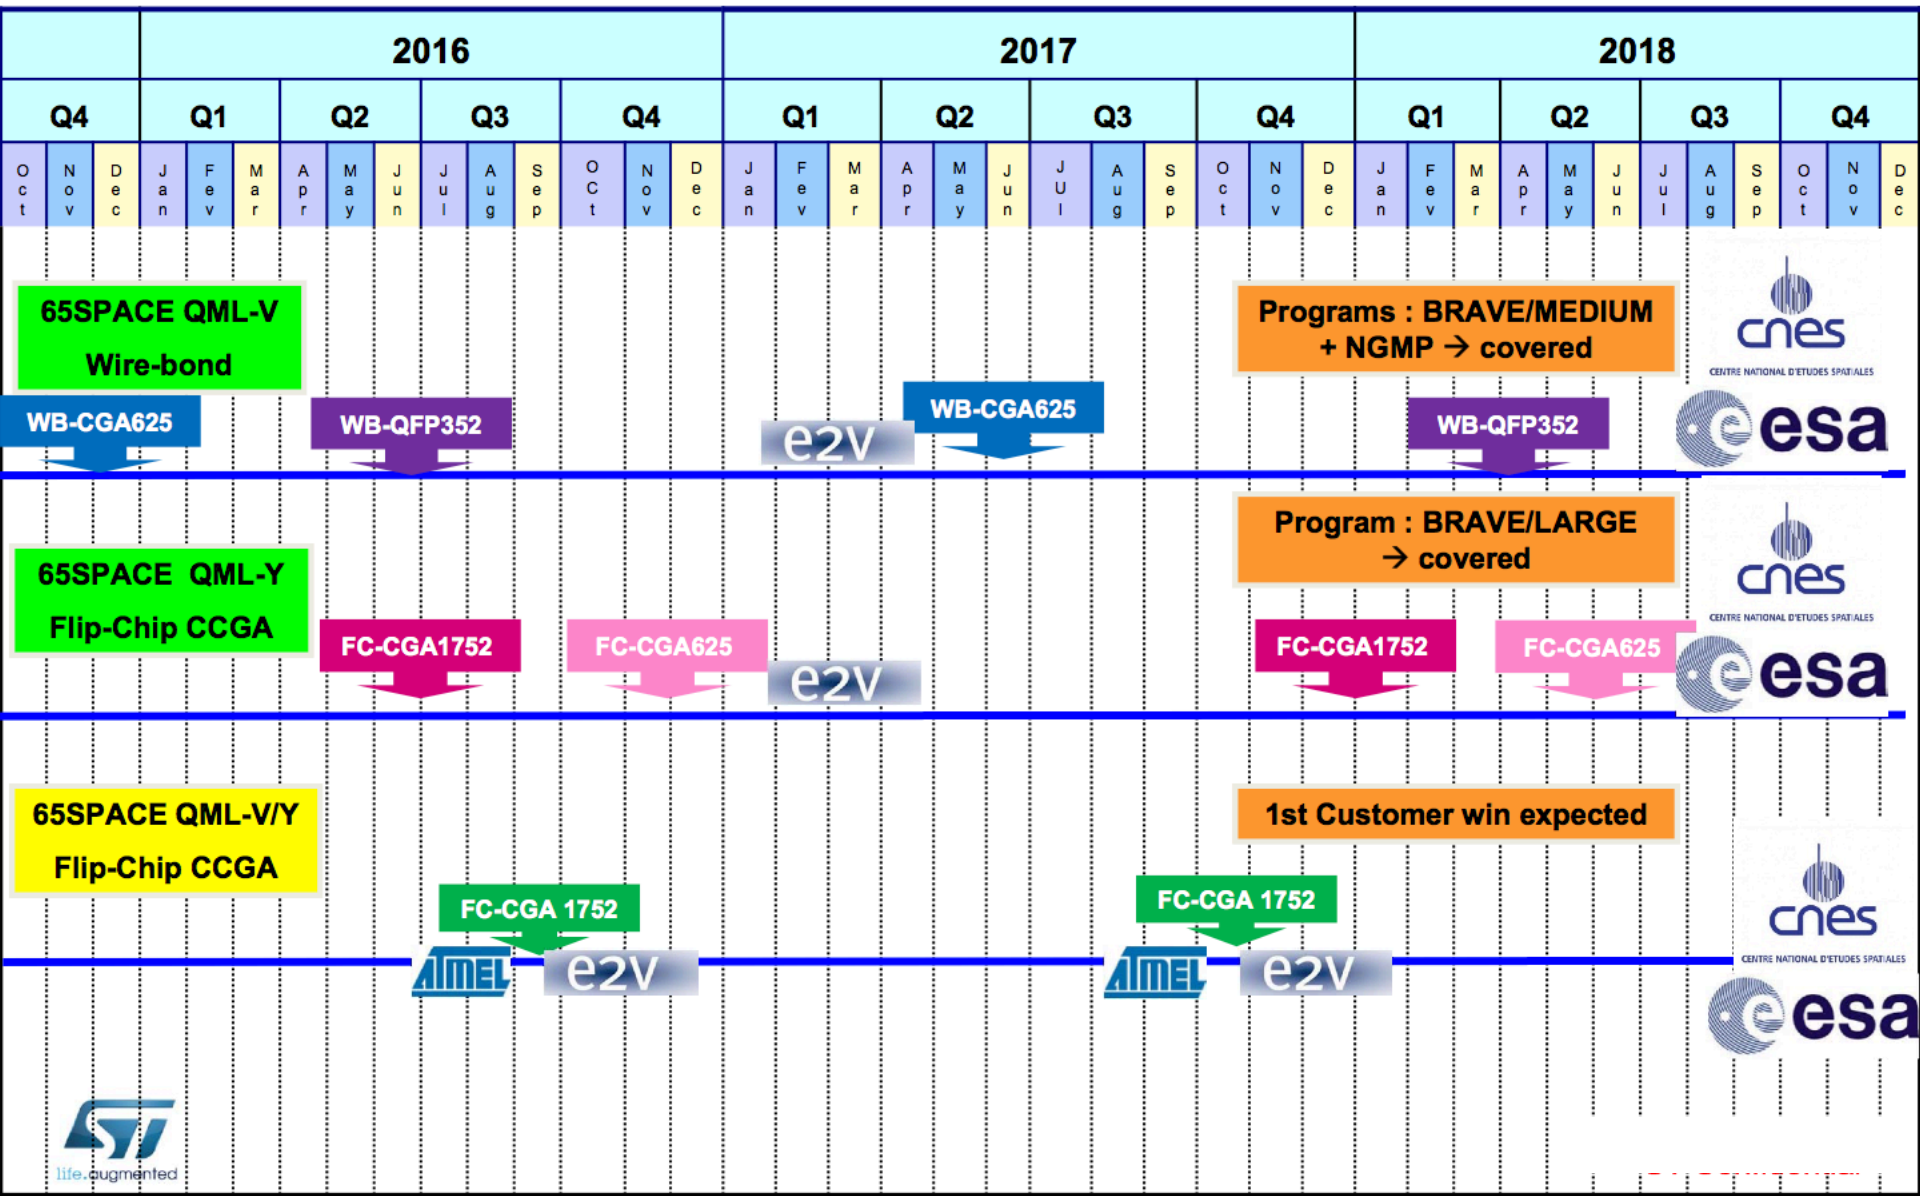 2016 2017 2018
Q4 Q1 Q2 Q3 Q4 Q1 Q2 Q3 Q4 Q1 Q2 Q3 Q4
Oct Nov Dec Jan Fev Mar Apr May Jun Jul Aug Sep OCt Nov Dec Jan Fev Mar Apr May Jun JUl Aug Sep Oct Nov Dec Jan Fev Mar Apr May Jun Jul Aug Sep Oct Nov Dec
65SPACE QML-V
Wire-bond
Programs : BRAVE/MEDIUM
+ NGMP → covered
cnes
CENTRE NATIONAL D'ETUDES SPATIALES
WB-CGA625
WB-QFP352
e2v
WB-CGA625
WB-QFP352
esa
65SPACE QML-Y
Flip-Chip CCGA
Program : BRAVE/LARGE
→ covered
cnes
CENTRE NATIONAL D'ETUDES SPATIALES
FC-CGA1752
FC-CGA625
e2v
FC-CGA1752
FC-CGA625
esa
65SPACE QML-V/Y
Flip-Chip CCGA
1st Customer win expected
cnes
CENTRE NATIONAL D'ETUDES SPATIALES
FC-CGA 1752
ATMEL
e2v
FC-CGA 1752
ATMEL
e2v
esa
ST
life.augmented